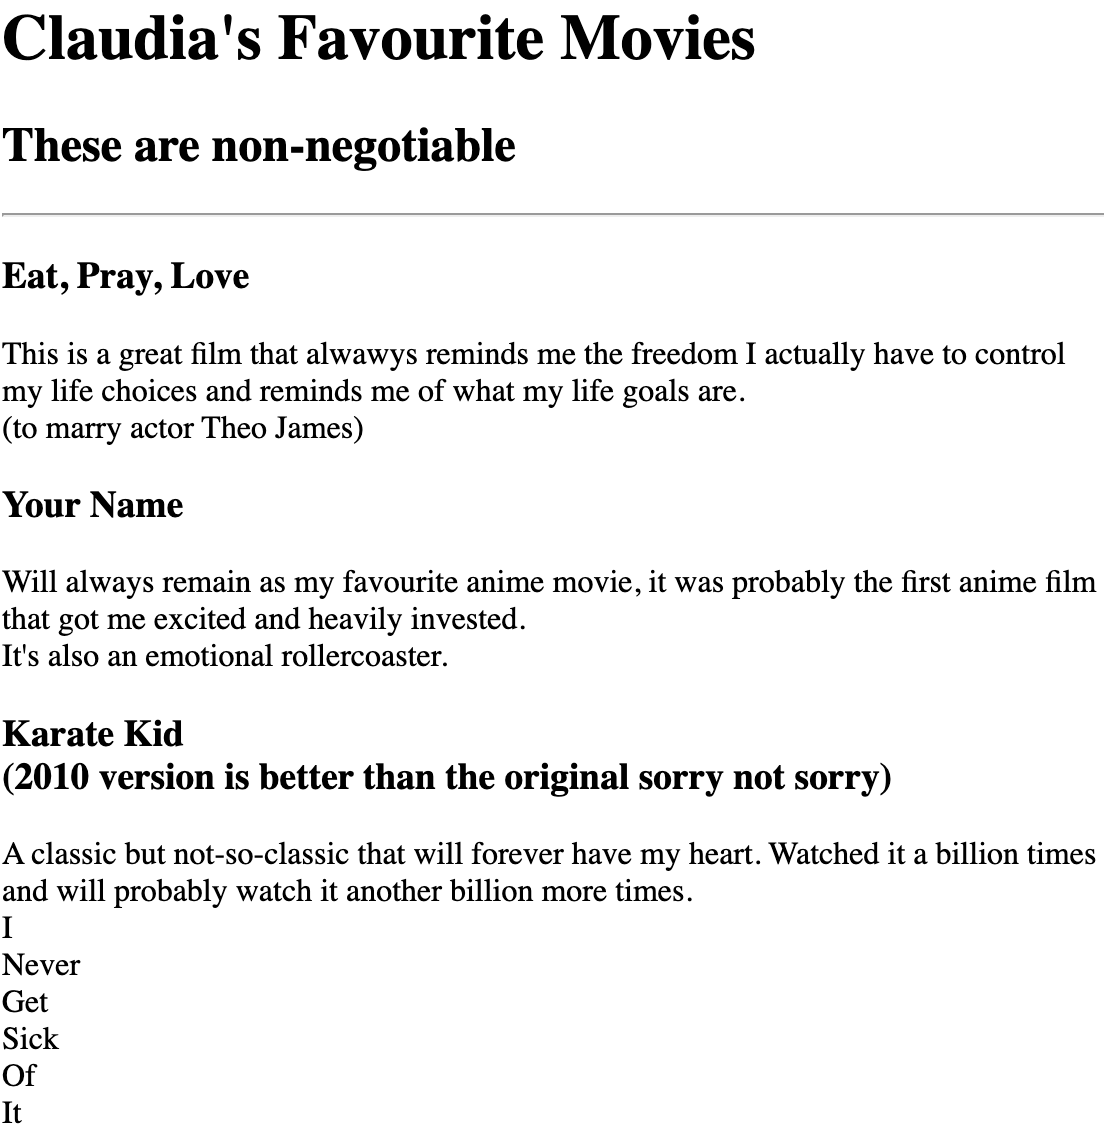 Claudia's Favourite Movies
These are non-negotiable
Eat, Pray, Love
This is a great film that alwawys reminds me the freedom I actually have to control
my life choices and reminds me of what my life goals are.
(to marry actor Theo James)
Your Name
Will always remain as my favourite anime movie, it was probably the first anime film
that got me excited and heavily invested.
It's also an emotional rollercoaster.
Karate Kid
(2010 version is better than the original sorry not sorry)
A classic but not-so-classic that will forever have my heart. Watched it a billion times
and will probably watch it another billion more times.
I
Never
Get
Sick
Of
It